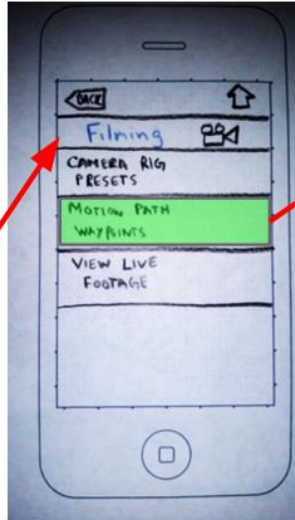 BACK
Filming
CAMERA RIG
PRESETS
MOTION PATH
WAYPOINTS
VIEW LIVE
FOOTAGE